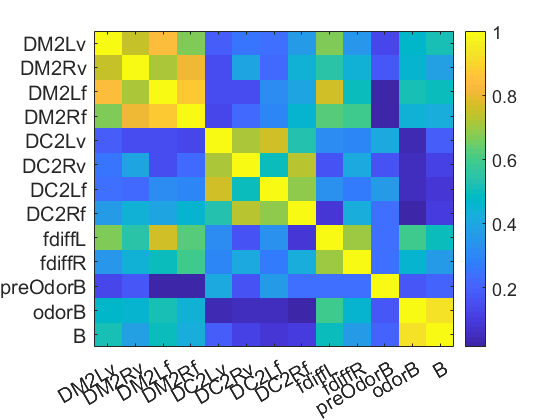 DM2Lv
DM2Rv
DM2Lf
DM2Rf
DC2Lv
DC2Rv
DC2Lf
DC2Rf
fdiffL
fdiffR
preOdorB
odorB
B
DM2Lv DM2Rv DM2Lf DM2Rf DC2Lv DC2Rv DC2Lf DC2Rf fdiffL fdiffR preOdorB odorB B
1
0.8
0.6
0.4
0.2